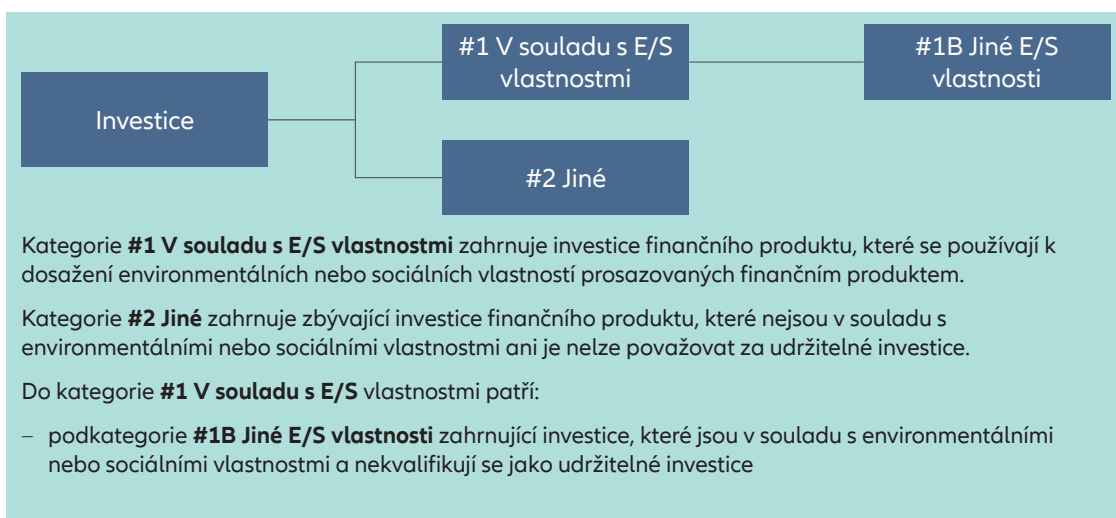 #1 V souladu s E/S
vlastnostmi
#1B Jiné E/S
vlastnosti
Investice
#2 Jiné
Kategorie #1 V souladu s E/S vlastnostmi zahrnuje investice finančního produktu, které se používají k
dosažení environmentálních nebo sociálních vlastností prosazovaných finančním produktem.
Kategorie #2 Jiné zahrnuje zbývající investice finančního produktu, které nejsou v souladu s
environmentálními nebo sociálními vlastnostmi ani je nelze považovat za udržitelné investice.
Do kategorie #1 V souladu s E/S vlastnostmi patří:
– podkategorie #1B Jiné E/S vlastnosti zahrnující investice, které jsou v souladu s environmentálními
nebo sociálními vlastnostmi a nekvalifikují se jako udržitelné investice